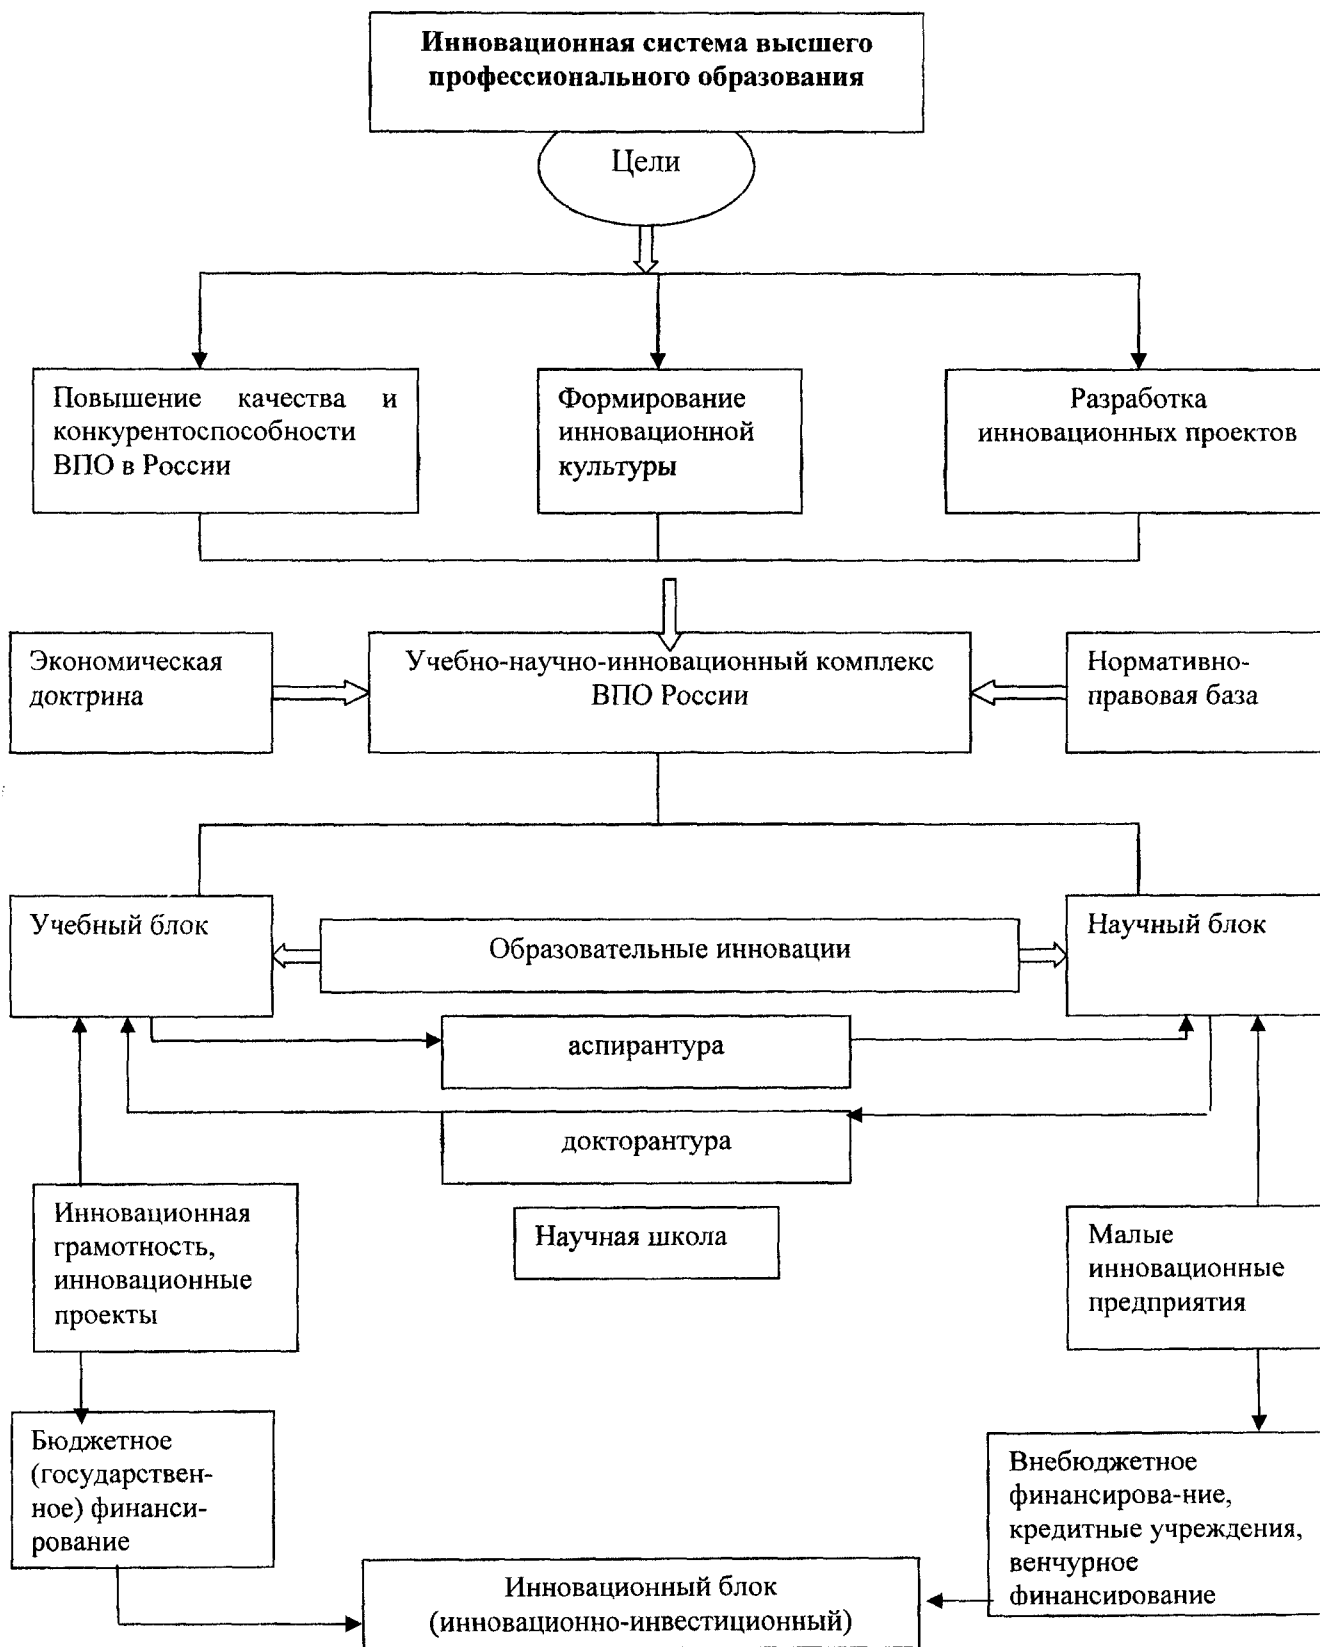 Инновационная система высшего
профессионального образования
Цели
Повышение качества и
конкурентоспособности
ВПО в России
Формирование
инновационной
культуры
Разработка
инновационных проектов
Экономическая
доктрина
Учебно-научно-инновационный комплекс
ВПО России
Нормативно-
правовая база
Учебный блок
Образовательные инновации
Научный блок
аспирантура
докторантура
Инновационная
грамотность,
инновационные
проекты
Научная школа
Малые
инновационные
предприятия
Бюджетное
(государствен-
ное) финанси-
рование
Внебюджетное
финансирова-ние,
кредитные учреждения,
венчурное
финансирование
Инновационный блок
(инновационно-инвестиционный)